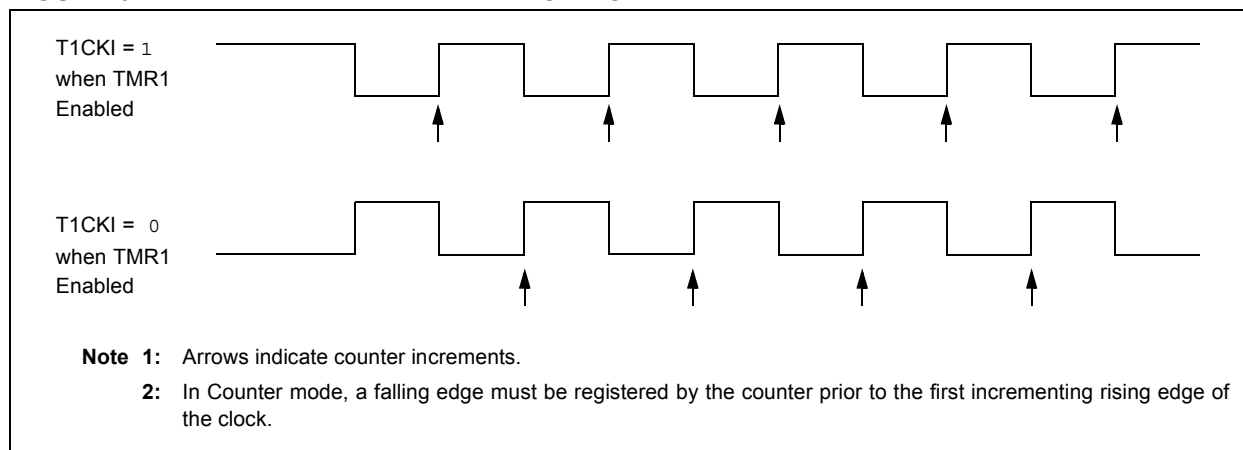 T1CKI = 1
when TMR1
Enabled
T1CKI = 0
when TMR1
Enabled
Note 1: Arrows indicate counter increments.
2: In Counter mode, a falling edge must be registered by the counter prior to the first incrementing rising edge of
the clock.